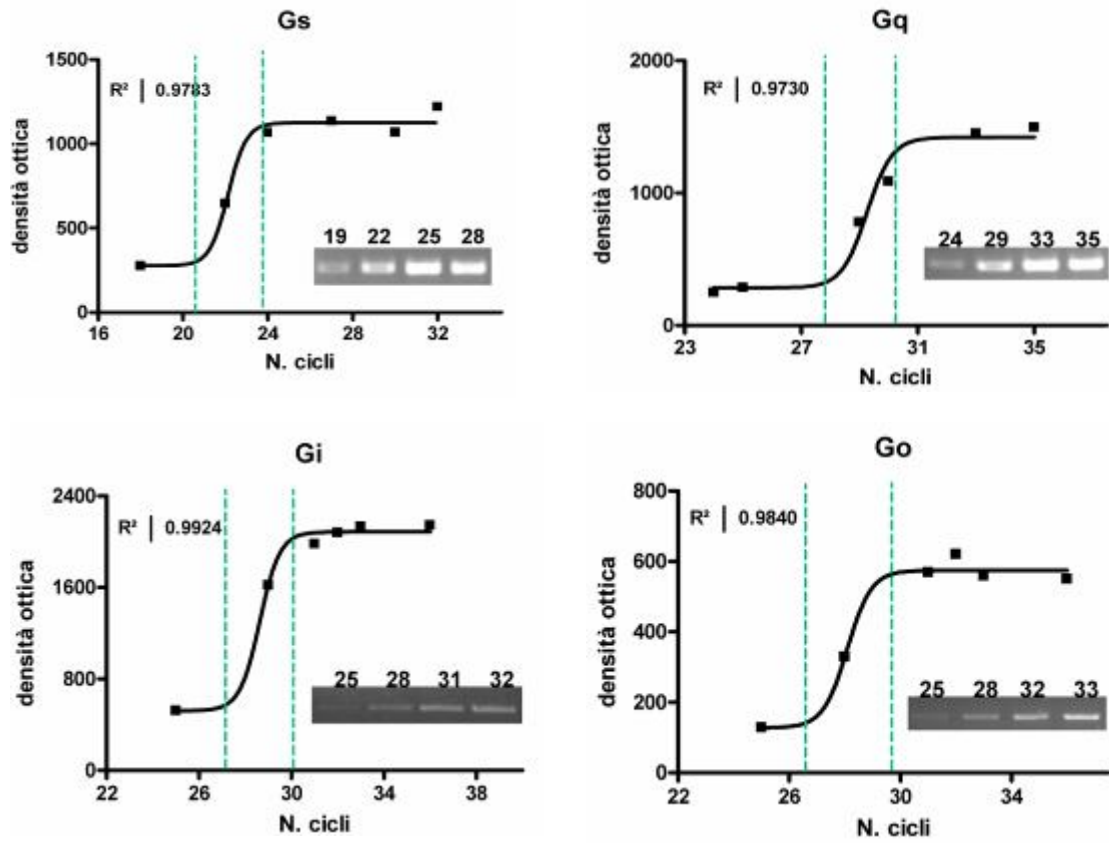 Gs
1500
1000
500
0
densità ottica
R² | 0.9783
19 22 25 28
16 20 24 28 32
N. cicli
Gq
2000
1000
0
densità ottica
R² | 0.9730
24 29 33 35
23 27 31 35
N. cicli
Gi
2400
1600
800
0
densità ottica
R² | 0.9924
25 28 31 32
22 26 30 34 38
N. cicli
Go
800
600
400
200
0
densità ottica
R² | 0.9840
25 28 32 33
22 26 30 34
N. cicli